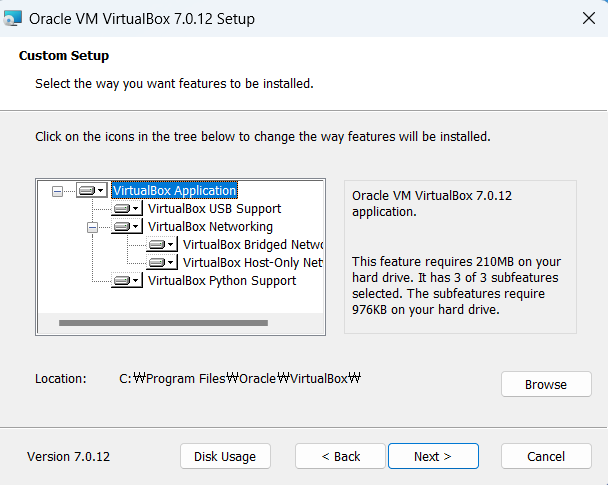 Oracle VM VirtualBox 7.0.12 Setup
Custom Setup
Select the way you want features to be installed.
Click on the icons in the tree below to change the way features will be installed.
VirtualBox Application
VirtualBox USB Support
VirtualBox Networking
VirtualBox Bridged Netwo
VirtualBox Host-Only Net
VirtualBox Python Support
Oracle VM VirtualBox 7.0.12
application.
This feature requires 210MB on your
hard drive. It has 3 of 3 subfeatures
selected. The subfeatures require
976KB on your hard drive.
Location: C:₩Program Files₩Oracle₩VirtualBox₩
Browse
Version 7.0.12
Disk Usage
< Back
Next >
Cancel